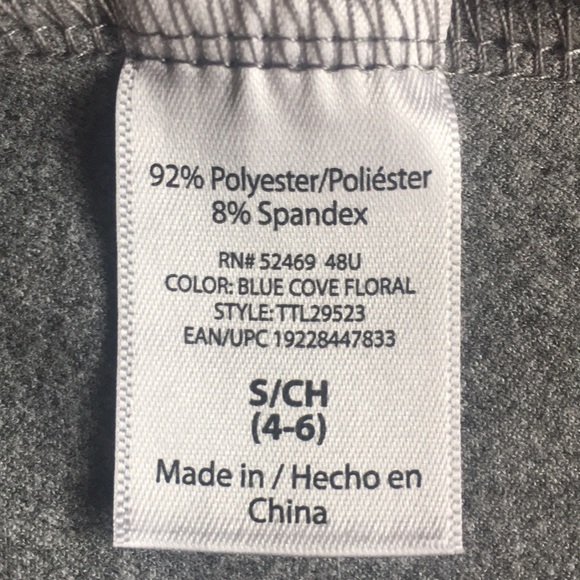 92% Polyester/Poliéster
8% Spandex
RN# 52469 48U
COLOR: BLUE COVE FLORAL
STYLE: TTL29523
EAN/UPC 19228447833
S/CH
(4-6)
Made in / Hecho en
China